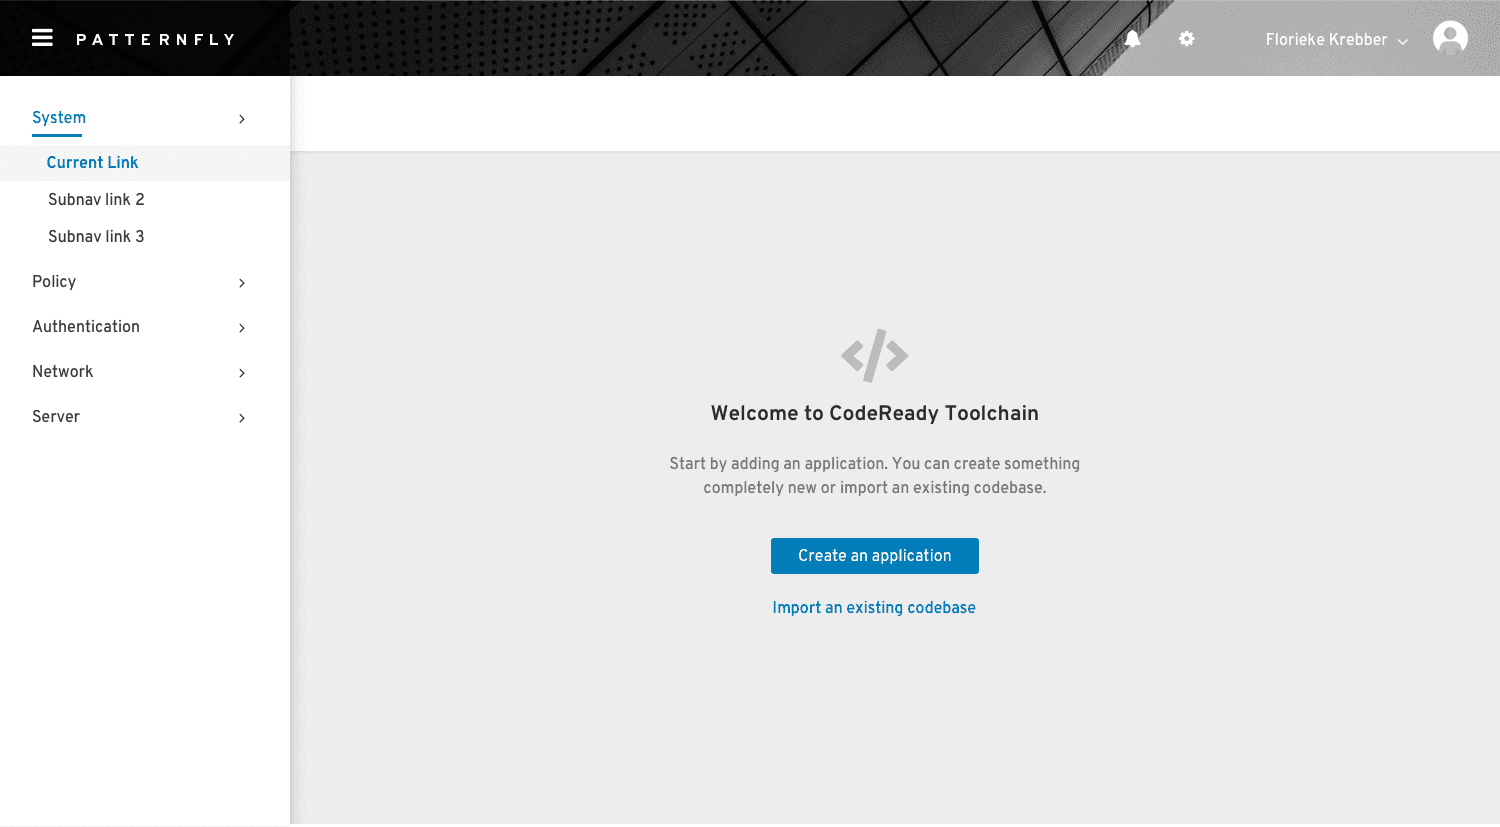 PATTERNFLY
Florieke Krebber
System
Current Link
Subnav link 2
Subnav link 3
Policy
Authentication
Network
Server
Welcome to CodeReady Toolchain
Start by adding an application. You can create something
completely new or import an existing codebase.
Create an application
Import an existing codebase